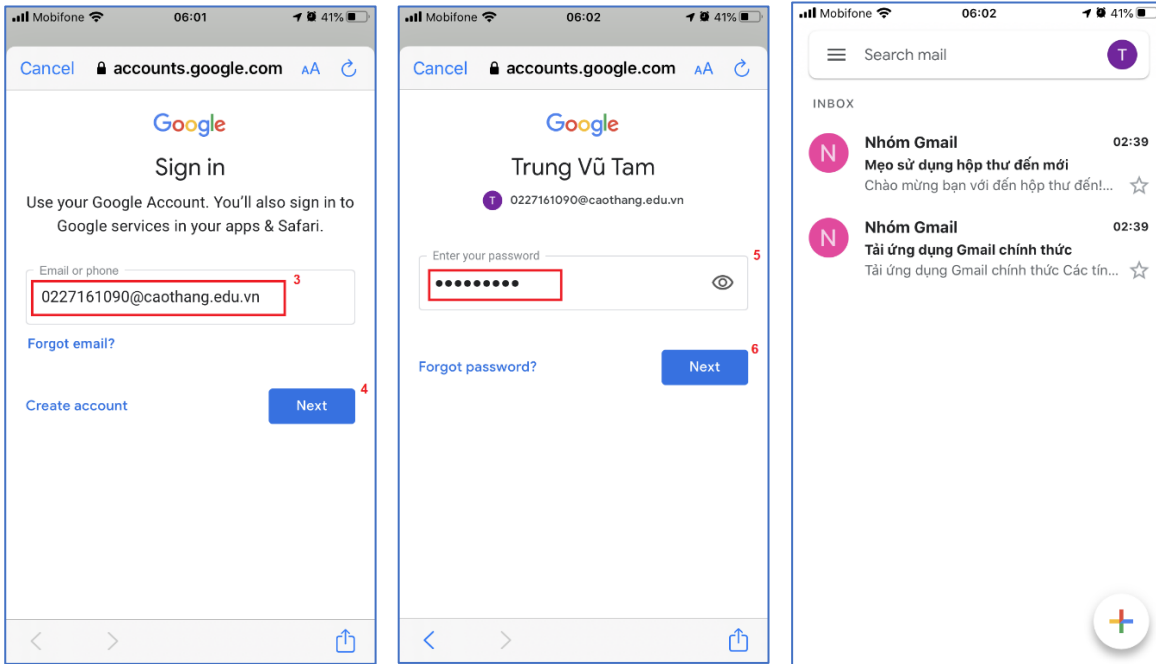 Mobifone 06:01 41%
Cancel accounts.google.com AA
Google
Sign in
Use your Google Account. You'll also sign in to
Google services in your apps & Safari.
Email or phone
0227161090@caothang.edu.vn
3
Forgot email?
4
Create account Next
Mobifone 06:02 41%
Cancel accounts.google.com AA
Google
Trung Vũ Tam
T 0227161090@caothang.edu.vn
Enter your password 5
•••••••••
6
Forgot password? Next
Mobifone 06:02 41%
Search mail T
INBOX
N
Nhóm Gmail 02:39
Mẹo sử dụng hộp thư đến mới
Chào mừng bạn với đến hộp thư đến!...
N
Nhóm Gmail 02:39
Tải ứng dụng Gmail chính thức
Tải ứng dụng Gmail chính thức Các tín...